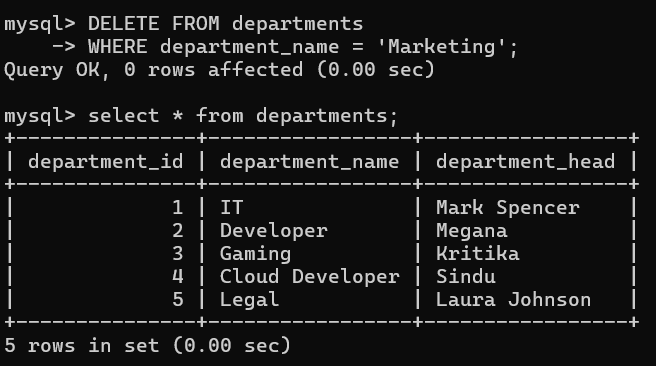 mysql> DELETE FROM departments
    -> WHERE department_name = 'Marketing';
Query OK, 0 rows affected (0.00 sec)

mysql> select * from departments;
+---------------+-----------------+-----------------+
| department_id | department_name | department_head |
+---------------+-----------------+-----------------+
|             1 | IT              | Mark Spencer    |
|             2 | Developer       | Megana          |
|             3 | Gaming          | Kritika         |
|             4 | Cloud Developer | Sindu           |
|             5 | Legal           | Laura Johnson   |
+---------------+-----------------+-----------------+
5 rows in set (0.00 sec)